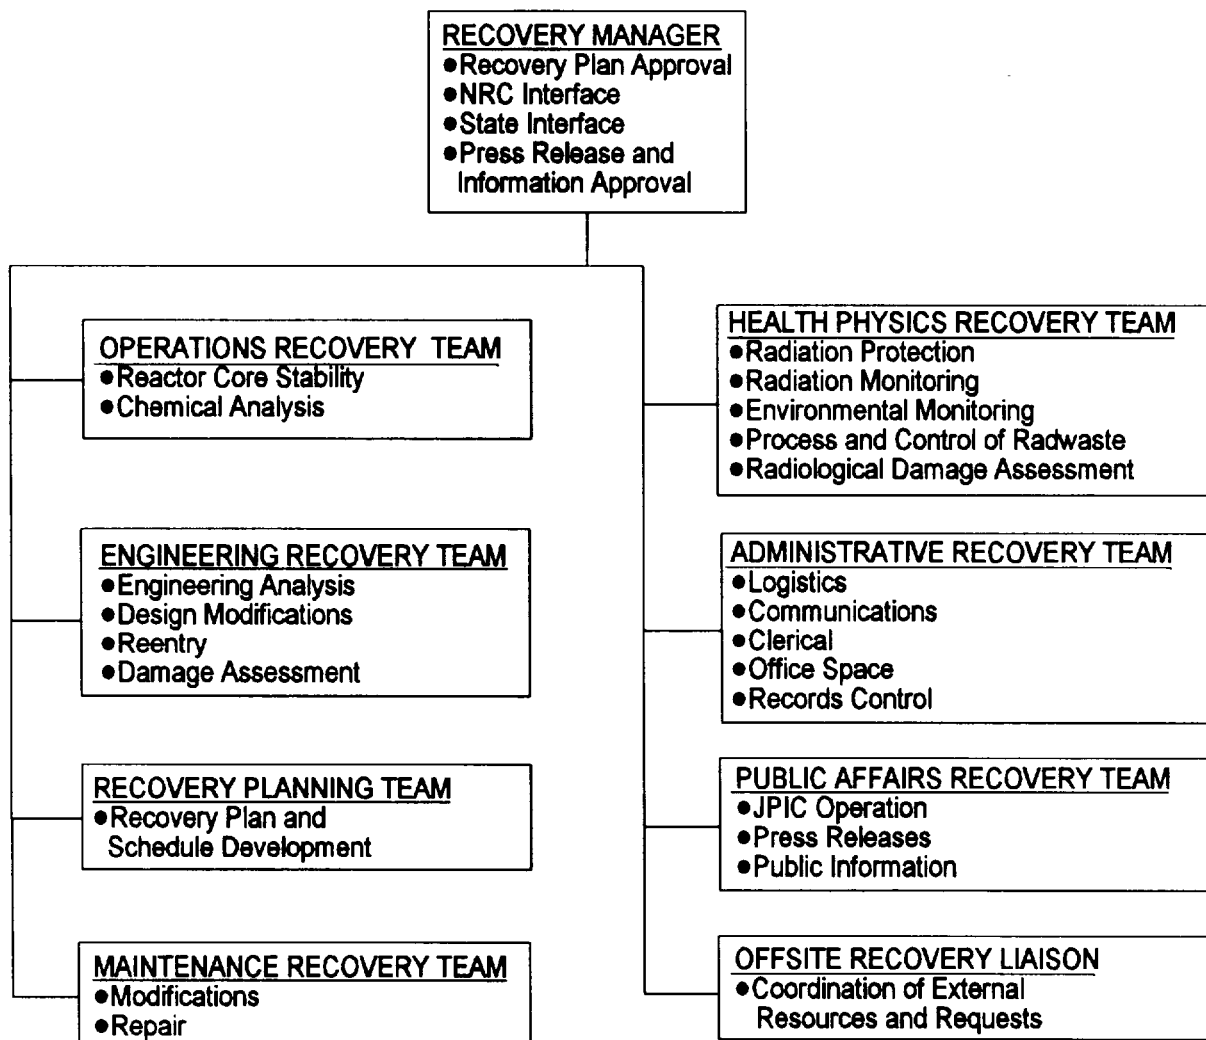 RECOVERY MANAGER
●Recovery Plan Approval
●NRC Interface
●State Interface
●Press Release and
Information Approval
OPERATIONS RECOVERY TEAM
●Reactor Core Stability
●Chemical Analysis
ENGINEERING RECOVERY TEAM
●Engineering Analysis
●Design Modifications
●Reentry
●Damage Assessment
RECOVERY PLANNING TEAM
●Recovery Plan and
Schedule Development
MAINTENANCE RECOVERY TEAM
●Modifications
●Repair
HEALTH PHYSICS RECOVERY TEAM
●Radiation Protection
●Radiation Monitoring
●Environmental Monitoring
●Process and Control of Radwaste
●Radiological Damage Assessment
ADMINISTRATIVE RECOVERY TEAM
●Logistics
●Communications
●Clerical
●Office Space
●Records Control
PUBLIC AFFAIRS RECOVERY TEAM
●JPIC Operation
●Press Releases
●Public Information
OFFSITE RECOVERY LIAISON
●Coordination of External
Resources and Requests